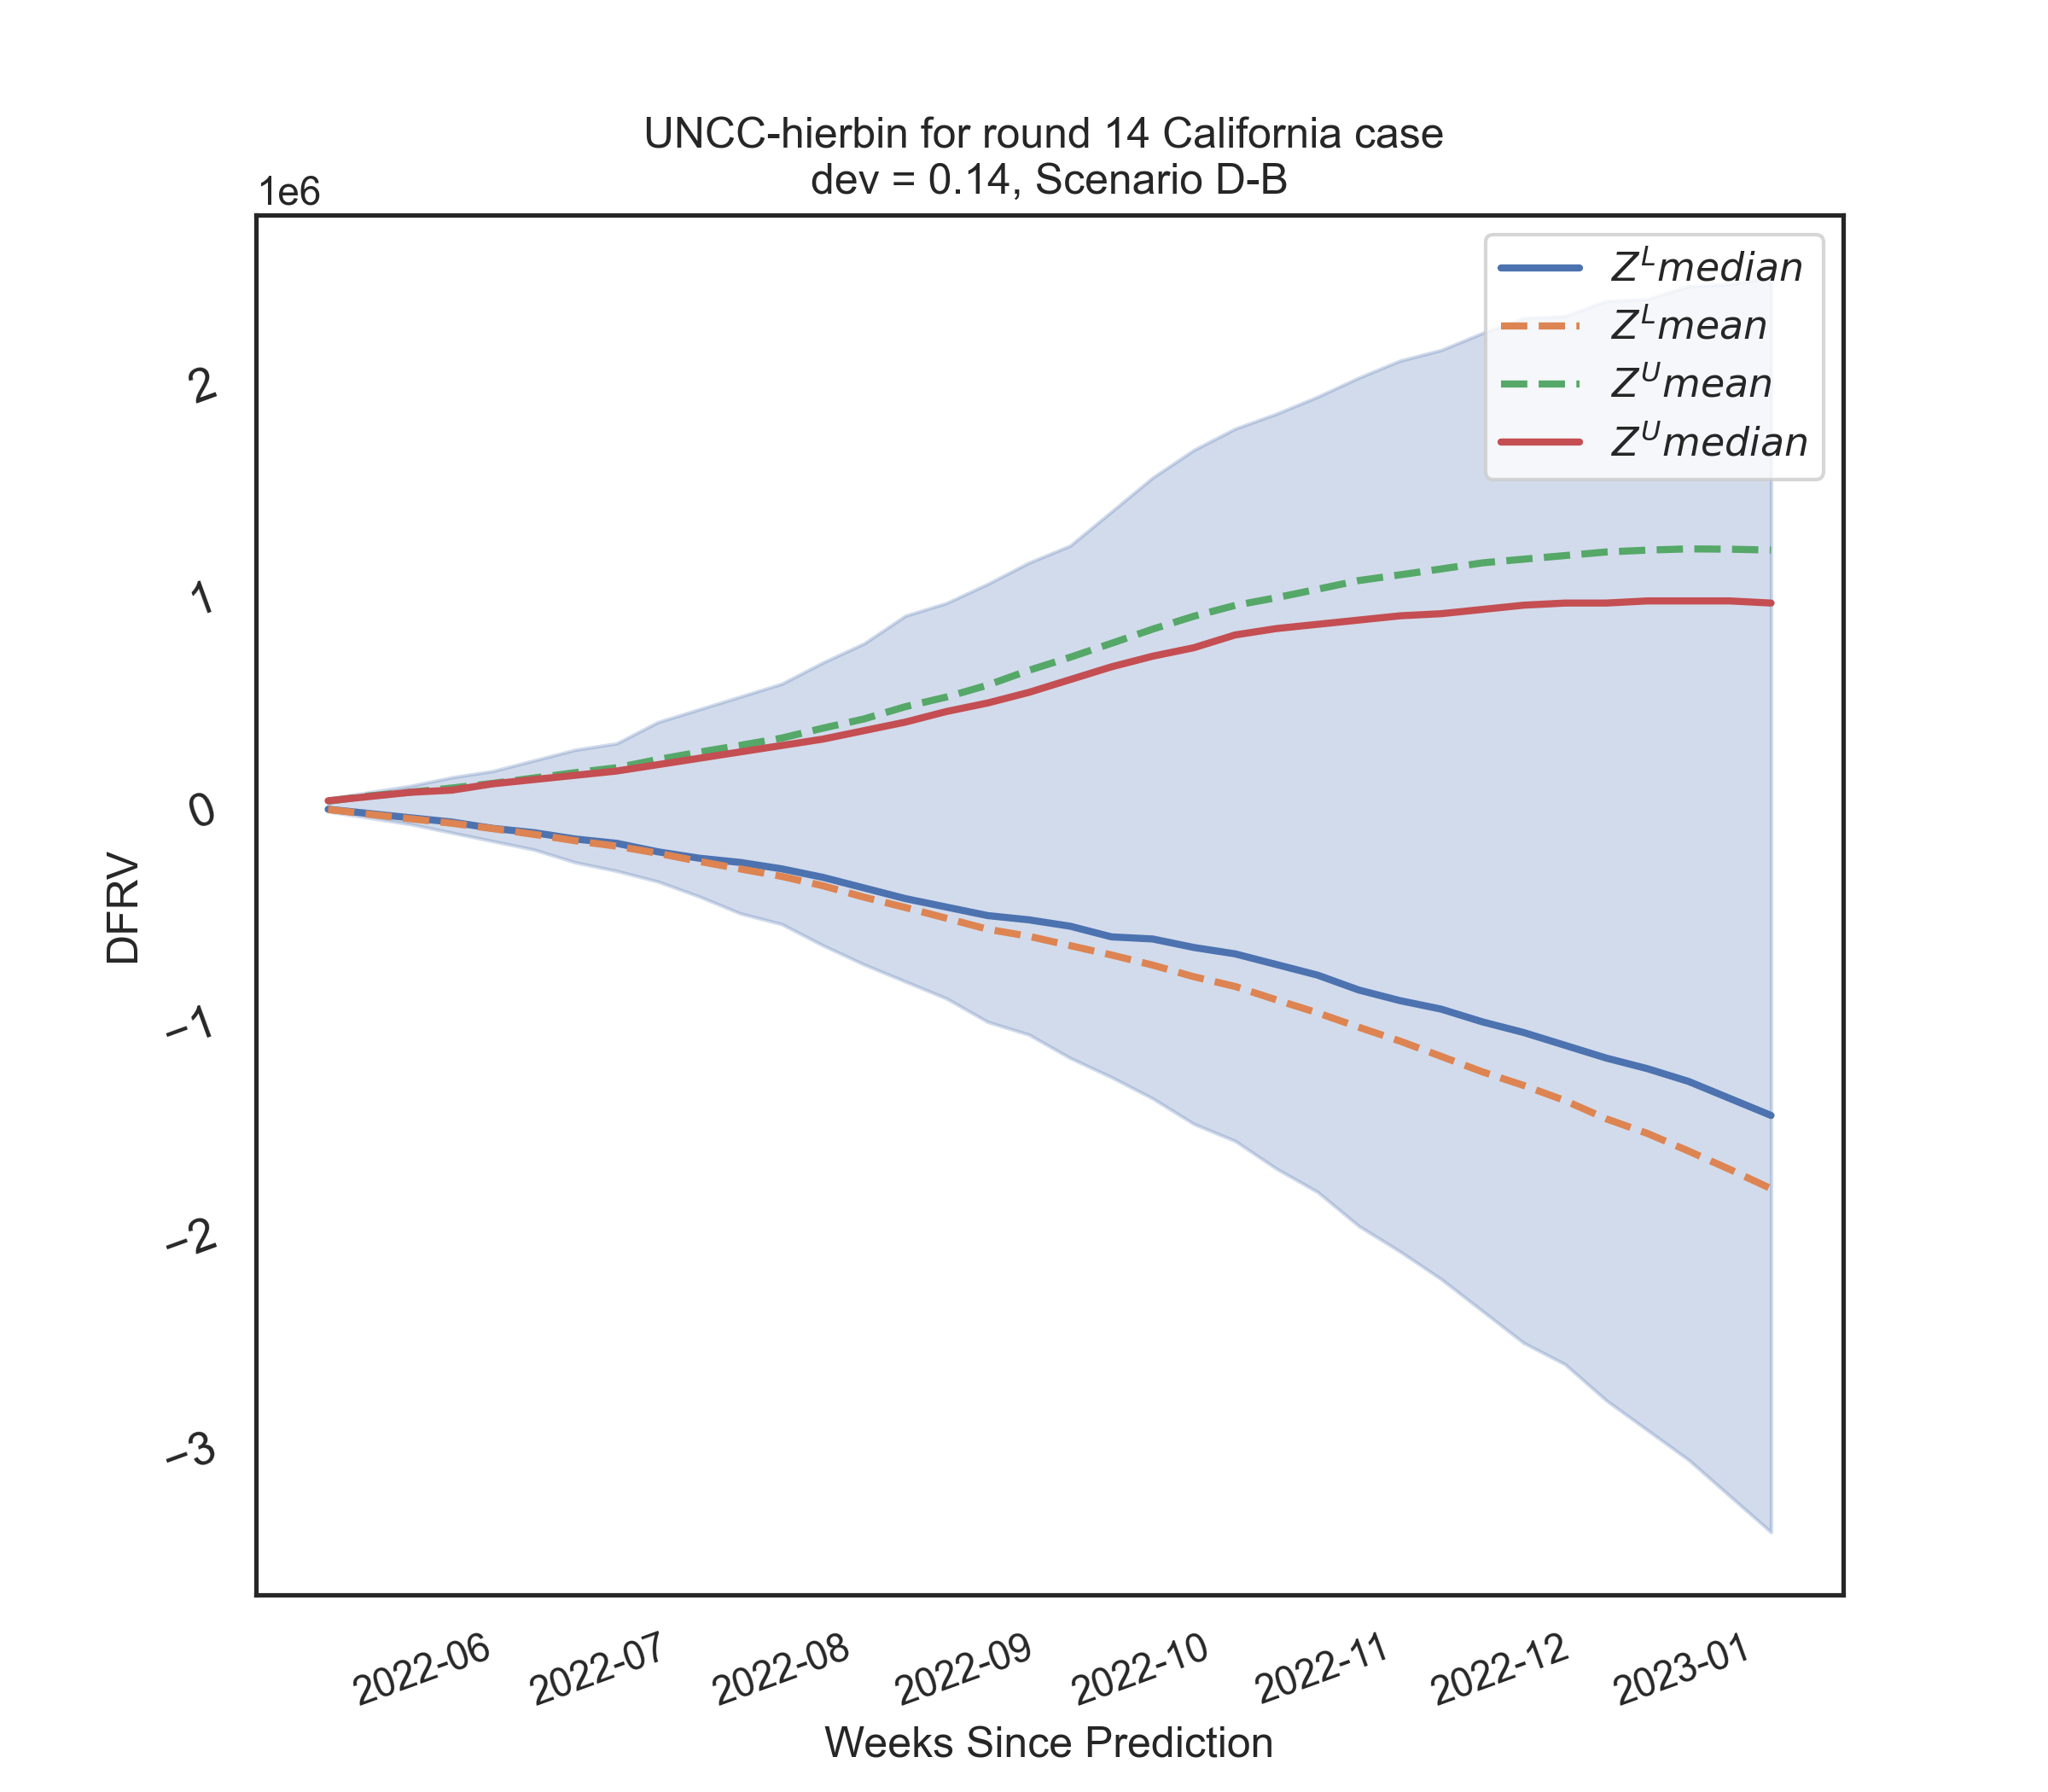 UNCC-hierbin for round 14 California case
dev = 0.14, Scenario D-B
1e6
Z^L median
Z^L mean
Z^U mean
Z^U median
2
1
0
−1
−2
−3
DFRV
2022-06
2022-07
2022-08
2022-09
2022-10
2022-11
2022-12
2023-01
Weeks Since Prediction